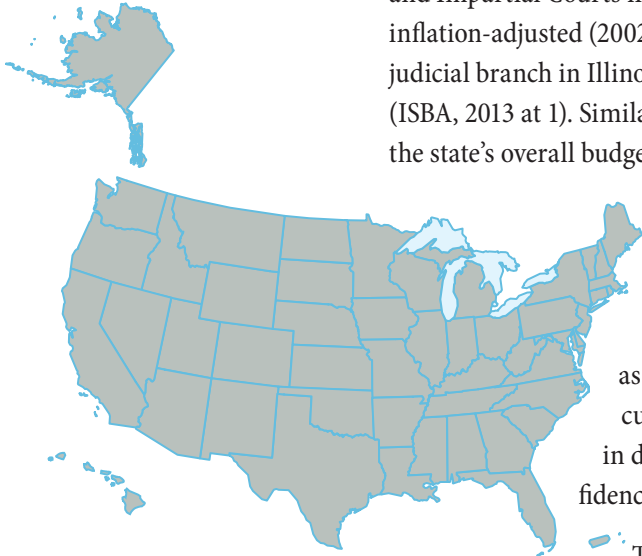 and Impartial Courts
inflation-adjusted (2002
judicial branch in Illino
(ISBA, 2013 at 1). Simila
the state’s overall budge
as
cu
in d
fidenc
T